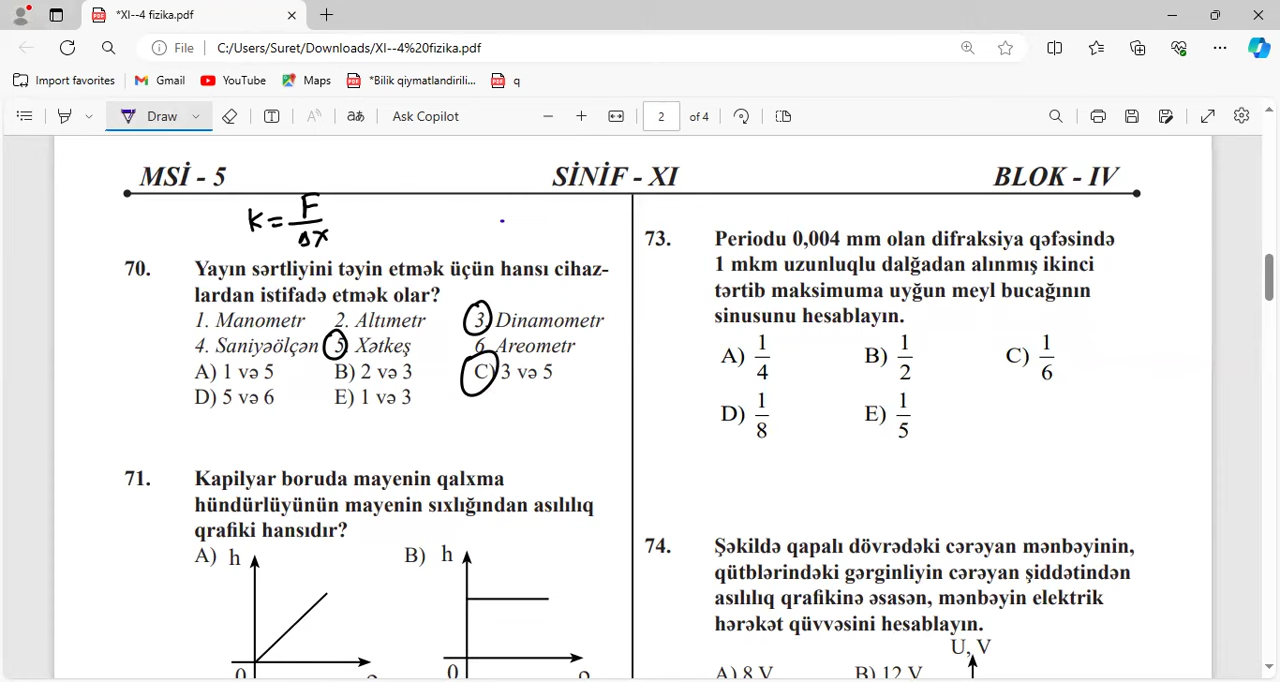 *XI--4 fizika.pdf
File C:/Users/Suret/Downloads/XI--4%20fizika.pdf
Import favorites Gmail YouTube Maps *Bilik qiymatlandirili... q
Draw Ask Copilot 2 of 4
MSİ - 5 SİNİF - XI BLOK - IV
K = F/Δx
70. Yayın sərtliyini təyin etmək üçün hansı cihaz-
lardan istifadə etmək olar?
1. Manometr 2. Altımetr 3. Dinamometr
4. Saniyəölçən 5. Xətkeş 6. Areometr
A) 1 və 5 B) 2 və 3 C) 3 və 5
D) 5 və 6 E) 1 və 3
71. Kapilyar boruda mayenin qalxma
hündürlüyünün mayenin sıxlığından asılılıq
qrafiki hansıdır?
A) h B) h
0 0
73. Periodu 0,004 mm olan difraksiya qəfəsində
1 mkm uzunluqlu dalğadan alınmış ikinci
tərtib maksimuma uyğun meyl bucağının
sinusunu hesablayın.
A) 1/4 B) 1/2 C) 1/6
D) 1/8 E) 1/5
74. Şəkildə qapalı dövrədəki cərəyan mənbəyinin,
qütblərindəki gərginliyin cərəyan şiddətindən
asılılıq qrafikinə əsasən, mənbəyin elektrik
hərəkət qüvvəsini hesablayın.
U, V
A) 8 V B) 12 V